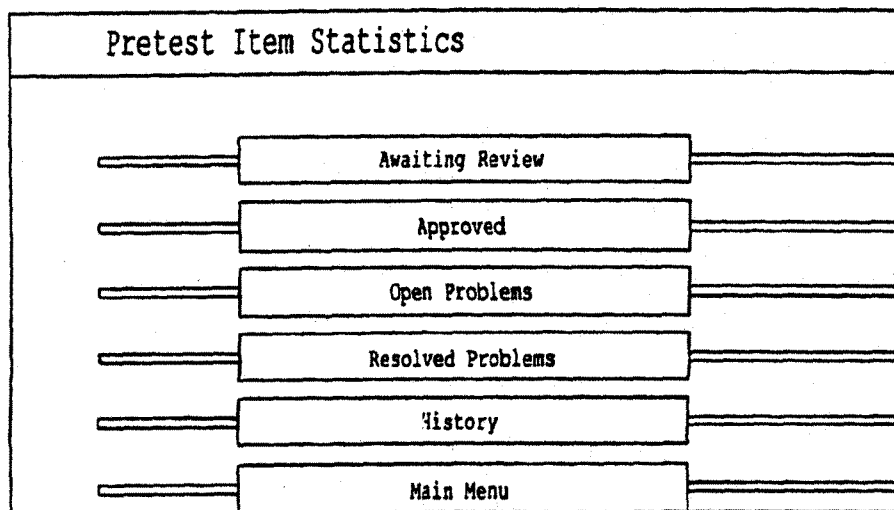 Pretest Item Statistics
Awaiting Review
Approved
Open Problems
Resolved Problems
History
Main Menu